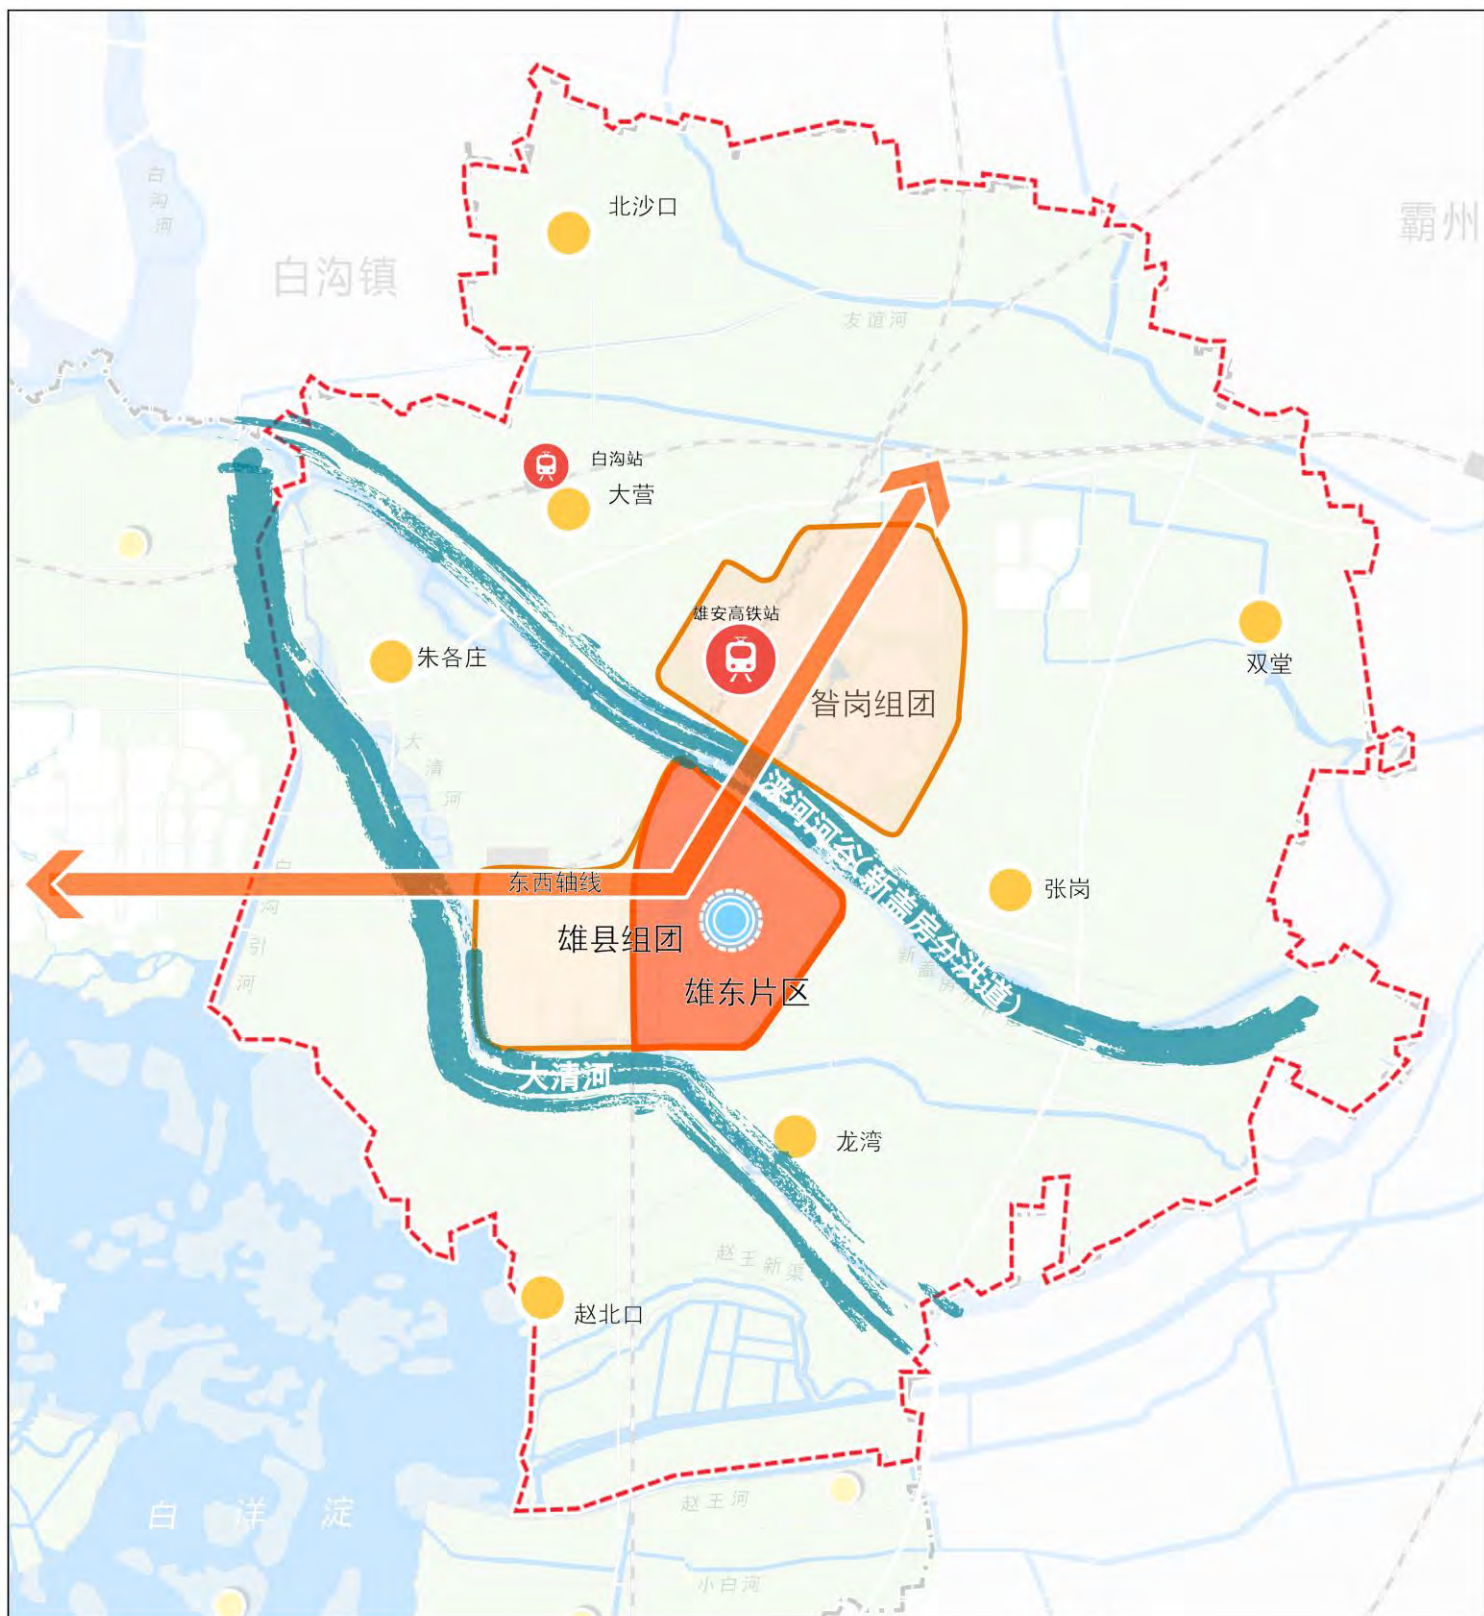 白沟河
北沙口
霸州
白沟镇
友谊河
白沟站
大营
雄安高铁站
朱各庄
双堂
昝岗组团
大清河
涞河谷(新盖房分洪道)
东西轴线
张岗
白沟引河
雄县组团
雄东片区
新盖房
大清河
龙湾
赵王新渠
赵北口
赵王河
白洋淀
小白河